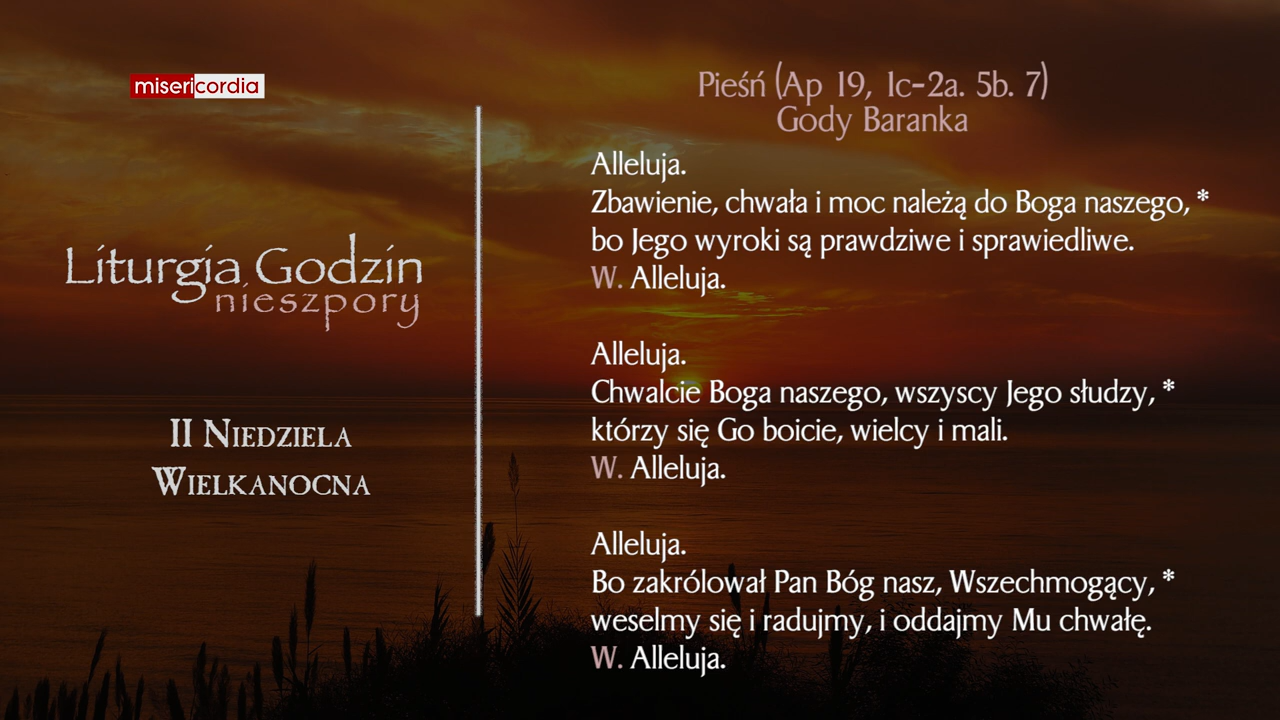 misericordia
Liturgia Godzin
nieszpory
II Niedziela
Wielkanocna
Pieśń (Ap 19, 1c-2a. 5b. 7)
Gody Baranka
Alleluja.
Zbawienie, chwała i moc należą do Boga naszego, *
bo Jego wyroki są prawdziwe i sprawiedliwe.
W. Alleluja.
Alleluja.
Chwalcie Boga naszego, wszyscy Jego słudzy, *
którzy się Go boicie, wielcy i mali.
W. Alleluja.
Alleluja.
Bo zakrólował Pan Bóg nasz, Wszechmogący, *
weselmy się i radujmy, i oddajmy Mu chwałę.
W. Alleluja.